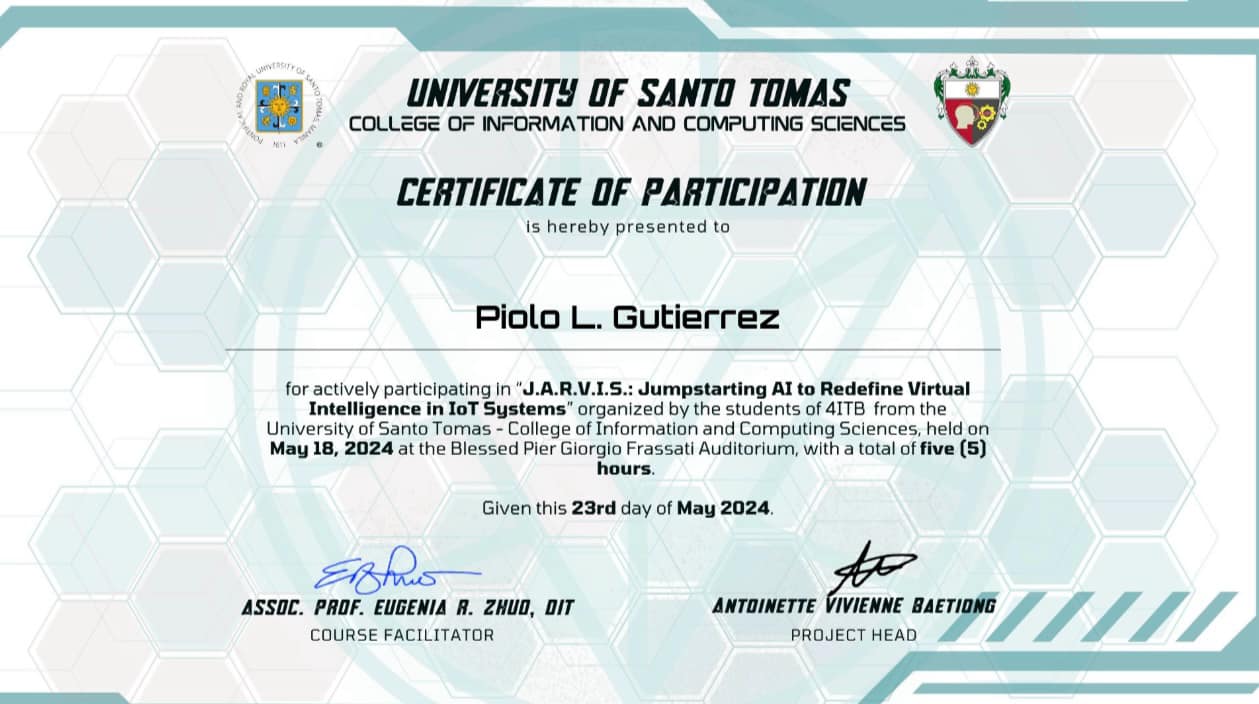 PONTIFICAL AND ROYAL UNIVERSITY OF SANTO TOMAS MANILA
1611
UNIVERSITY OF SANTO TOMAS
COLLEGE OF INFORMATION AND COMPUTING SCIENCES
CERTIFICATE OF PARTICIPATION
is hereby presented to
Piolo L. Gutierrez
for actively participating in "J.A.R.V.I.S.: Jumpstarting AI to Redefine Virtual
Intelligence in IoT Systems" organized by the students of 4ITB from the
University of Santo Tomas - College of Information and Computing Sciences, held on
May 18, 2024 at the Blessed Pier Giorgio Frassati Auditorium, with a total of five (5)
hours.
Given this 23rd day of May 2024.
ASSOC. PROF. EUGENIA R. ZHUO, DIT
COURSE FACILITATOR
ANTOINETTE VIVIENNE BAETIONG
PROJECT HEAD